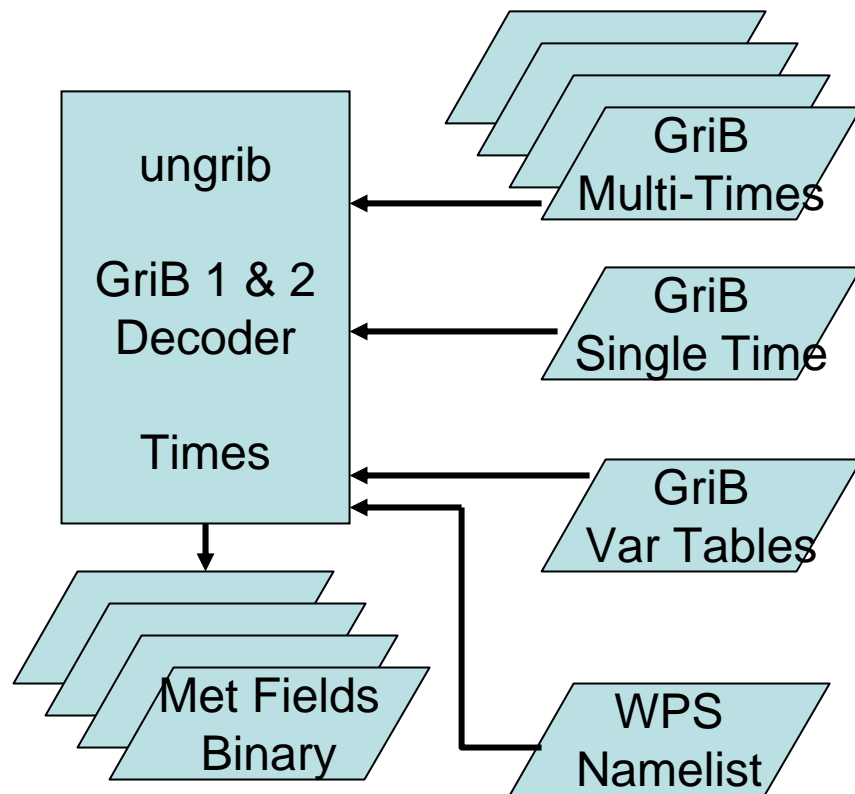 ungrib
GriB 1 & 2
Decoder
Times
GriB
Multi-Times
GriB
Single Time
GriB
Var Tables
WPS
Namelist
Met Fields
Binary